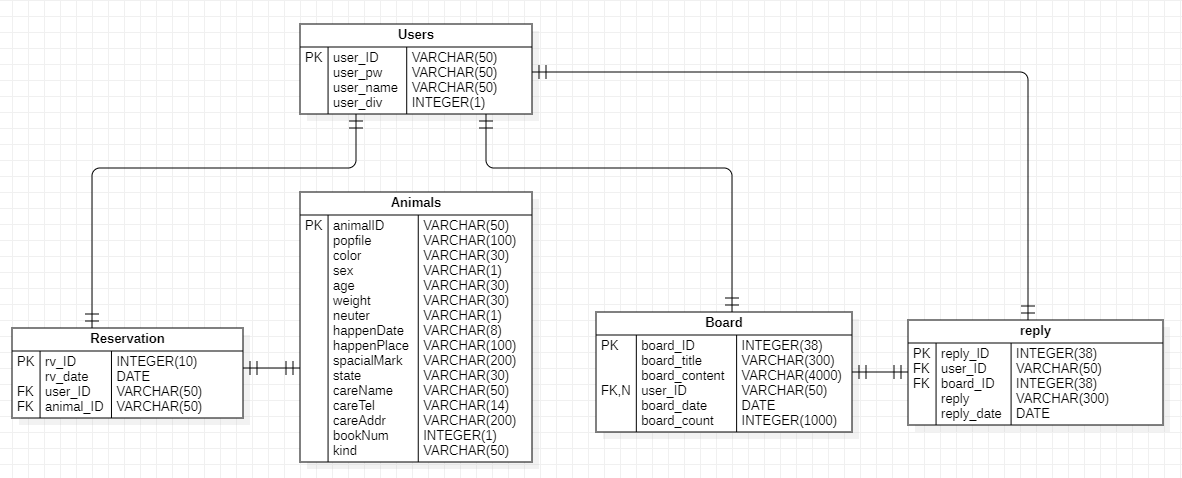 Users
PK user_ID VARCHAR(50)
user_pw VARCHAR(50)
user_name VARCHAR(50)
user_div INTEGER(1)
Animals
PK animalID VARCHAR(50)
popfile VARCHAR(100)
color VARCHAR(30)
sex VARCHAR(1)
age VARCHAR(30)
weight VARCHAR(30)
neuter VARCHAR(1)
happenDate VARCHAR(8)
happenPlace VARCHAR(100)
spacialMark VARCHAR(200)
state VARCHAR(30)
careName VARCHAR(50)
careTel VARCHAR(14)
careAddr VARCHAR(200)
bookNum INTEGER(1)
kind VARCHAR(50)
Reservation
PK rv_ID INTEGER(10)
rv_date DATE
FK user_ID VARCHAR(50)
FK animal_ID VARCHAR(50)
Board
PK board_ID INTEGER(38)
board_title VARCHAR(300)
board_content VARCHAR(4000)
FK,N user_ID VARCHAR(50)
board_date DATE
board_count INTEGER(1000)
reply
PK reply_ID INTEGER(38)
FK user_ID VARCHAR(50)
FK board_ID INTEGER(38)
reply VARCHAR(300)
reply_date DATE